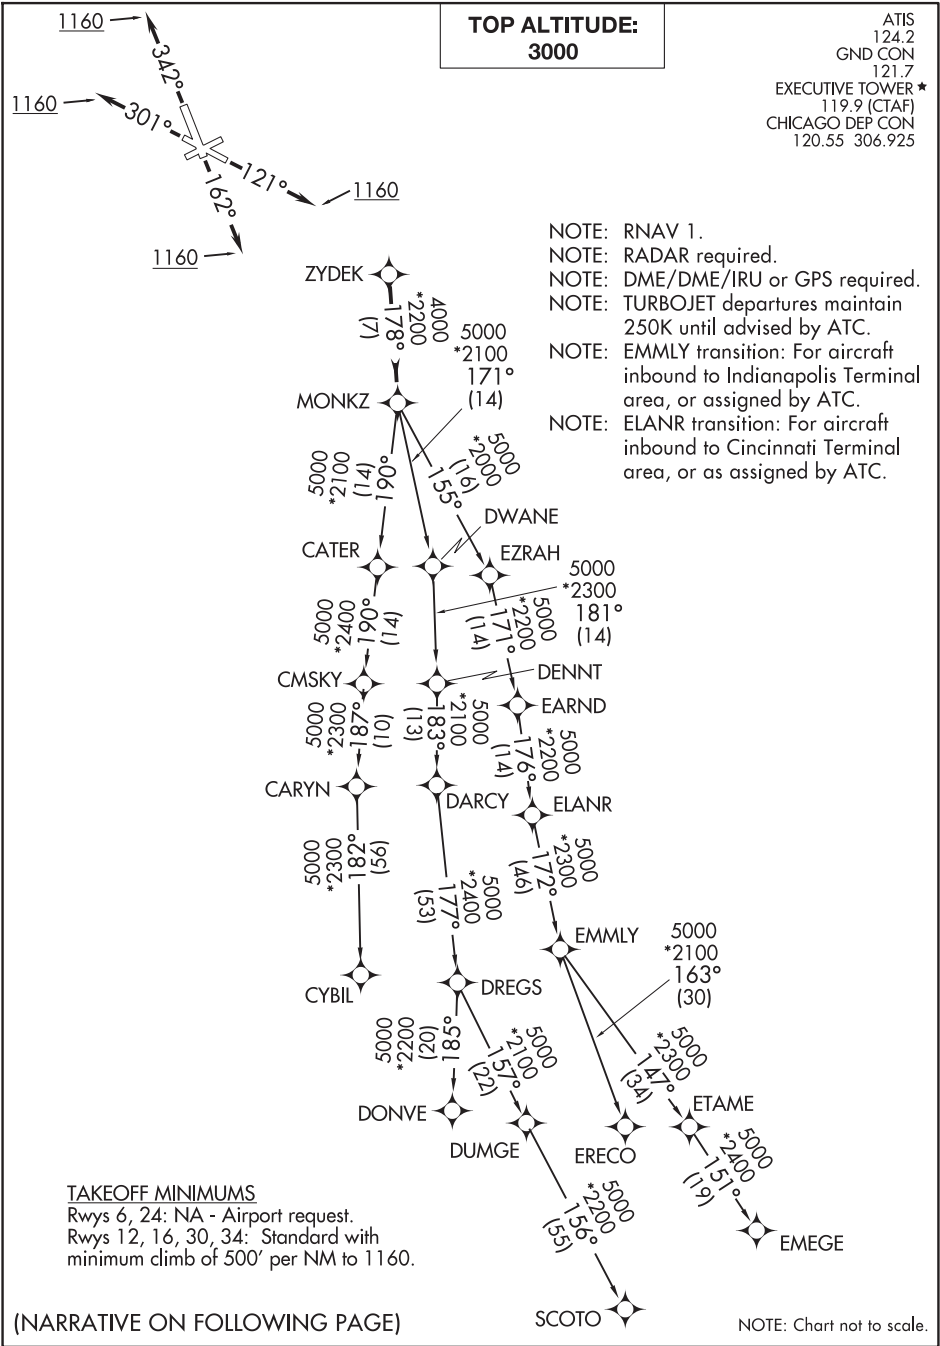 TOP ALTITUDE:
3000
ATIS
124.2
GND CON
121.7
EXECUTIVE TOWER ★
119.9 (CTAF)
CHICAGO DEP CON
120.55 306.925
1160
342°
1160
301°
121°
1160
162°
1160
NOTE: RNAV 1.
NOTE: RADAR required.
NOTE: DME/DME/IRU or GPS required.
NOTE: TURBOJET departures maintain
250K until advised by ATC.
NOTE: EMMLY transition: For aircraft
inbound to Indianapolis Terminal
area, or assigned by ATC.
NOTE: ELANR transition: For aircraft
inbound to Cincinnati Terminal
area, or as assigned by ATC.
ZYDEK
4000
*2200
178°
(7)
MONKZ
5000
*2100
171°
(14)
5000
*2100
(14)
190°
5000
*2000
(16)
155°
CATER
DWANE
EZRAH
5000
*2400
190°
(14)
5000
*2300
181°
(14)
5000
*2200
171°
(14)
CMSKY
DENNT
EARND
5000
*2300
187°
(10)
5000
*2100
183°
(13)
5000
*2200
176°
(14)
CARYN
DARCY
ELANR
5000
*2300
182°
(56)
5000
*2400
177°
(53)
5000
*2300
172°
(46)
CYBIL
DREGS
EMMLY
5000
*2100
163°
(30)
5000
*2200
(20)
185°
5000
*2100
157°
(22)
5000
*2300
147°
(34)
DONVE
DUMGE
ERECO
ETAME
5000
*2200
156°
(55)
5000
*2400
151°
(19)
EMEGE
SCOTO
TAKEOFF MINIMUMS
Rwys 6, 24: NA - Airport request.
Rwys 12, 16, 30, 34: Standard with
minimum climb of 500' per NM to 1160.
(NARRATIVE ON FOLLOWING PAGE)
NOTE: Chart not to scale.